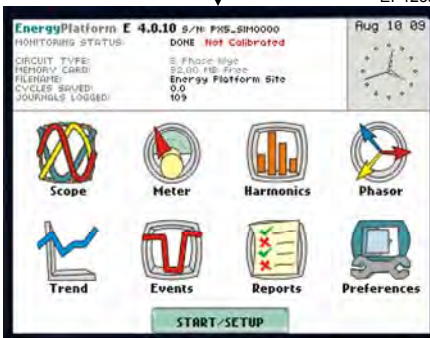 EnergyPlatform E 4.0.10 S/N: PX5_SIM0000
Aug 10 09
MONITORING STATUS: DONE Not Calibrated
CIRCUIT TYPE: 3 Phase Wye
MEMORY CARD: 32.00 MB Free
FILENAME: Energy Platform Site
CYCLES SAVED: 0.0
JOURNALS LOGGED: 109
Scope
Meter
Harmonics
Phasor
Trend
Events
Reports
Preferences
START/SETUP